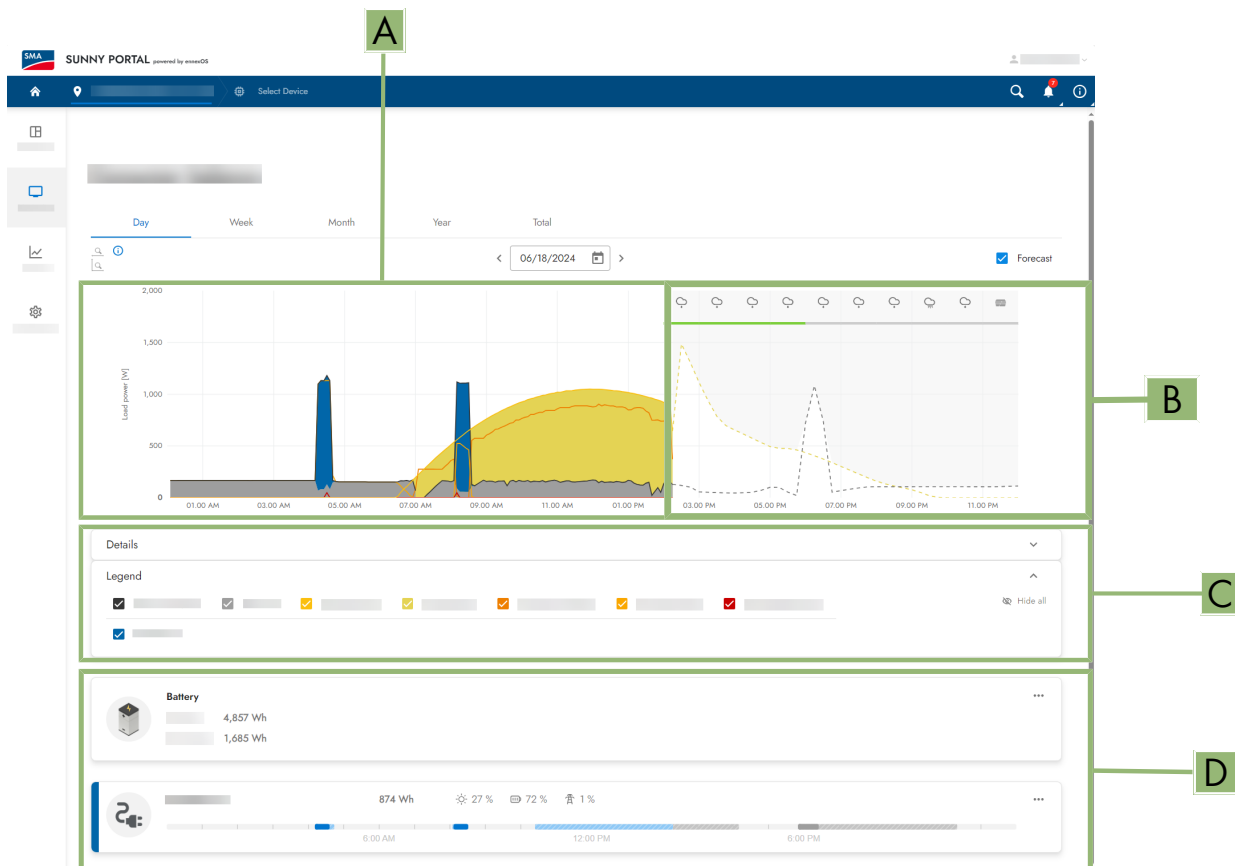 A
SMA SUNNY PORTAL powered by ennexOS
Select Device
7
Day Week Month Year Total
06/18/2024
Forecast
2,000
1,500
1,000
500
0
Load power [W]
01.00 AM 03.00 AM 05.00 AM 07.00 AM 09.00 AM 11.00 AM 01.00 PM 03.00 PM 05.00 PM 07.00 PM 09.00 PM 11.00 PM
B
Details
Legend
Hide all
C
Battery
4,857 Wh
1,685 Wh
D
874 Wh 27 % 72 % 1 %
6:00 AM 12:00 PM 6:00 PM